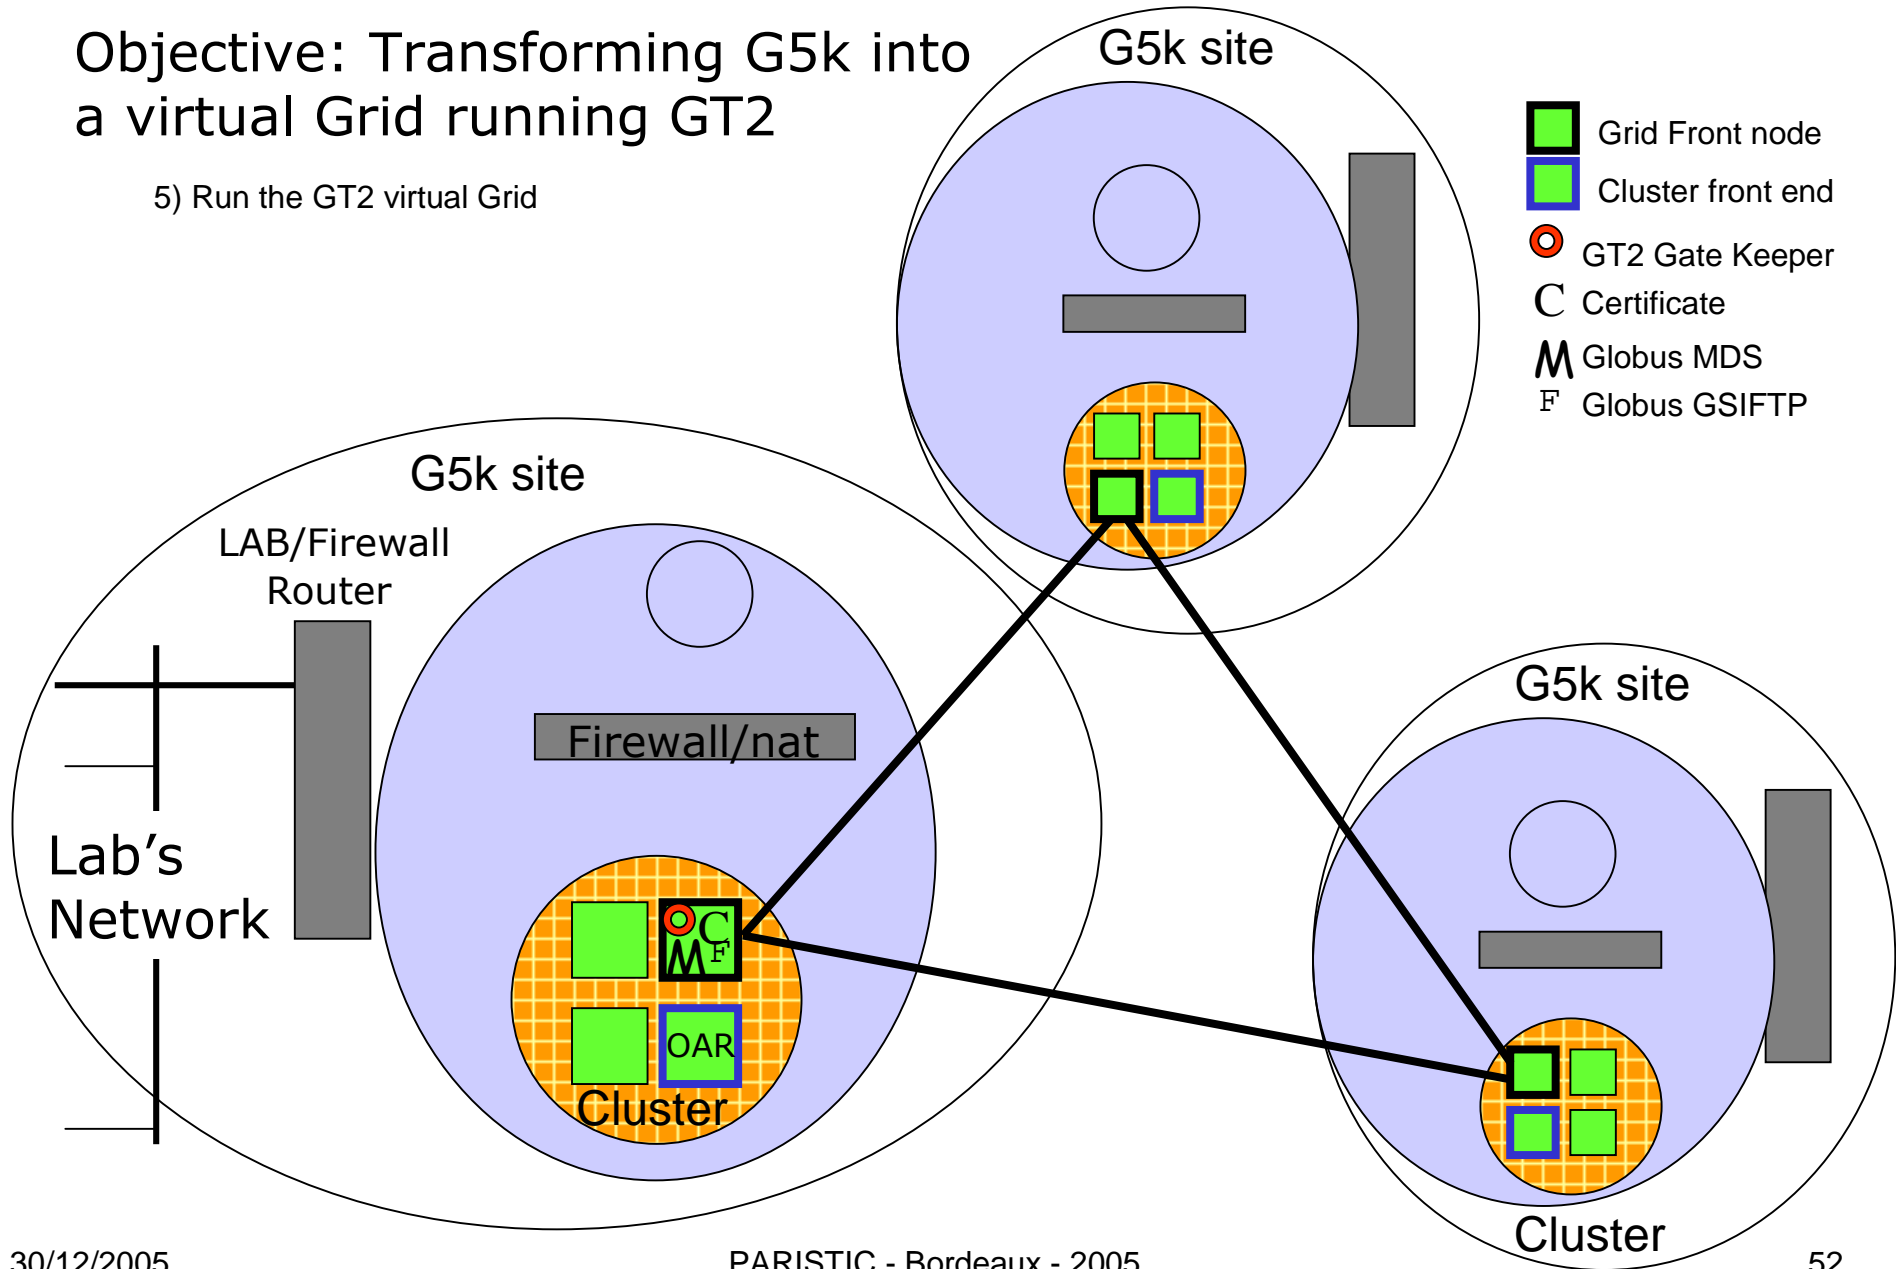 Objective: Transforming G5k into
a virtual Grid running GT2
5) Run the GT2 virtual Grid
G5k site
Grid Front node
Cluster front end
GT2 Gate Keeper
C Certificate
M Globus MDS
F Globus GSIFTP
G5k site
LAB/Firewall
Router
Firewall/nat
Lab's
Network
C
M F
OAR
Cluster
G5k site
Cluster
30/12/2005
PARISTIC - Bordeaux - 2005
52